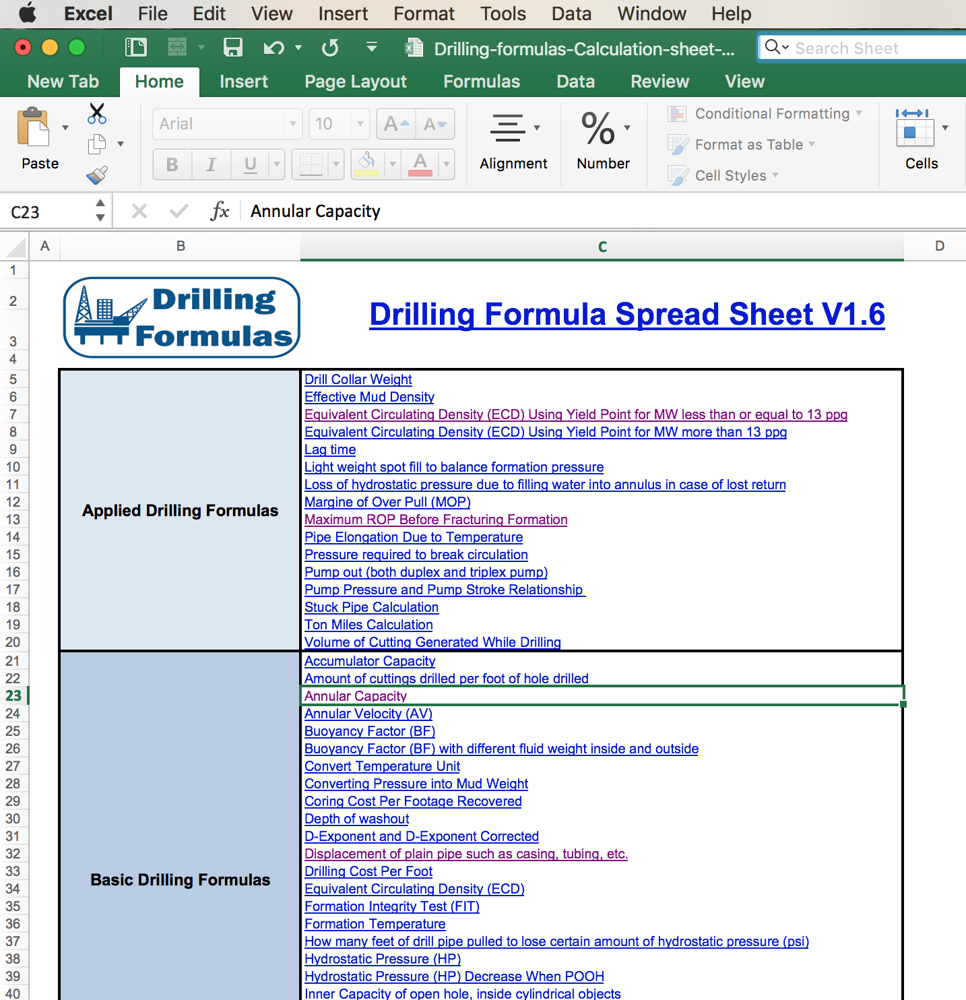 Excel File Edit View Insert Format Tools Data Window Help
Drilling-formulas-Calculation-sheet-...
Search Sheet
New Tab Home Insert Page Layout Formulas Data Review View
Paste
Arial 10 A A
B I U A
Alignment
%
Number
Conditional Formatting
Format as Table
Cell Styles
Cells
C23 fx Annular Capacity
A B C D
1
2
3
4
Drilling
Formulas
Drilling Formula Spread Sheet V1.6
Applied Drilling Formulas
5 Drill Collar Weight
6 Effective Mud Density
7 Equivalent Circulating Density (ECD) Using Yield Point for MW less than or equal to 13 ppg
8 Equivalent Circulating Density (ECD) Using Yield Point for MW more than 13 ppg
9 Lag time
10 Light weight spot fill to balance formation pressure
11 Loss of hydrostatic pressure due to filling water into annulus in case of lost return
12 Margine of Over Pull (MOP)
13 Maximum ROP Before Fracturing Formation
14 Pipe Elongation Due to Temperature
15 Pressure required to break circulation
16 Pump out (both duplex and triplex pump)
17 Pump Pressure and Pump Stroke Relationship
18 Stuck Pipe Calculation
19 Ton Miles Calculation
20 Volume of Cutting Generated While Drilling
Basic Drilling Formulas
21 Accumulator Capacity
22 Amount of cuttings drilled per foot of hole drilled
23 Annular Capacity
24 Annular Velocity (AV)
25 Buoyancy Factor (BF)
26 Buoyancy Factor (BF) with different fluid weight inside and outside
27 Convert Temperature Unit
28 Converting Pressure into Mud Weight
29 Coring Cost Per Footage Recovered
30 Depth of washout
31 D-Exponent and D-Exponent Corrected
32 Displacement of plain pipe such as casing, tubing, etc.
33 Drilling Cost Per Foot
34 Equivalent Circulating Density (ECD)
35 Formation Integrity Test (FIT)
36 Formation Temperature
37 How many feet of drill pipe pulled to lose certain amount of hydrostatic pressure (psi)
38 Hydrostatic Pressure (HP)
39 Hydrostatic Pressure (HP) Decrease When POOH
40 Inner Capacity of open hole, inside cylindrical objects